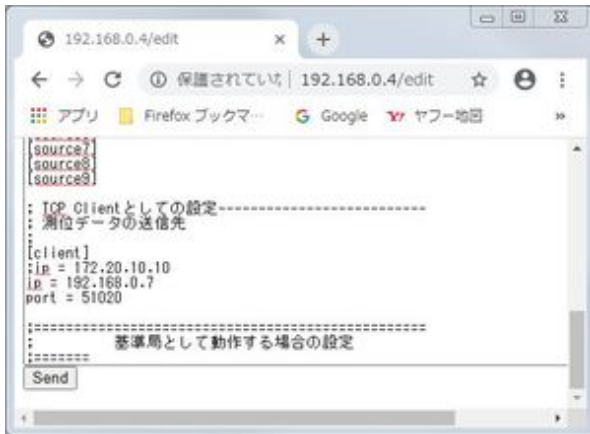 192.168.0.4/edit
保護されていな 192.168.0.4/edit
アプリ Firefox ブックマ… Google ヤフー地図 »
[source7]
[source8]
[source9]
; TCP Clientとしての設定--------------------------
; 測位データの送信先
;
[client]
;ip = 172.20.10.10
ip = 192.168.0.7
port = 51020
;=================================================
; 基準局として動作する場合の設定
;=======
Send